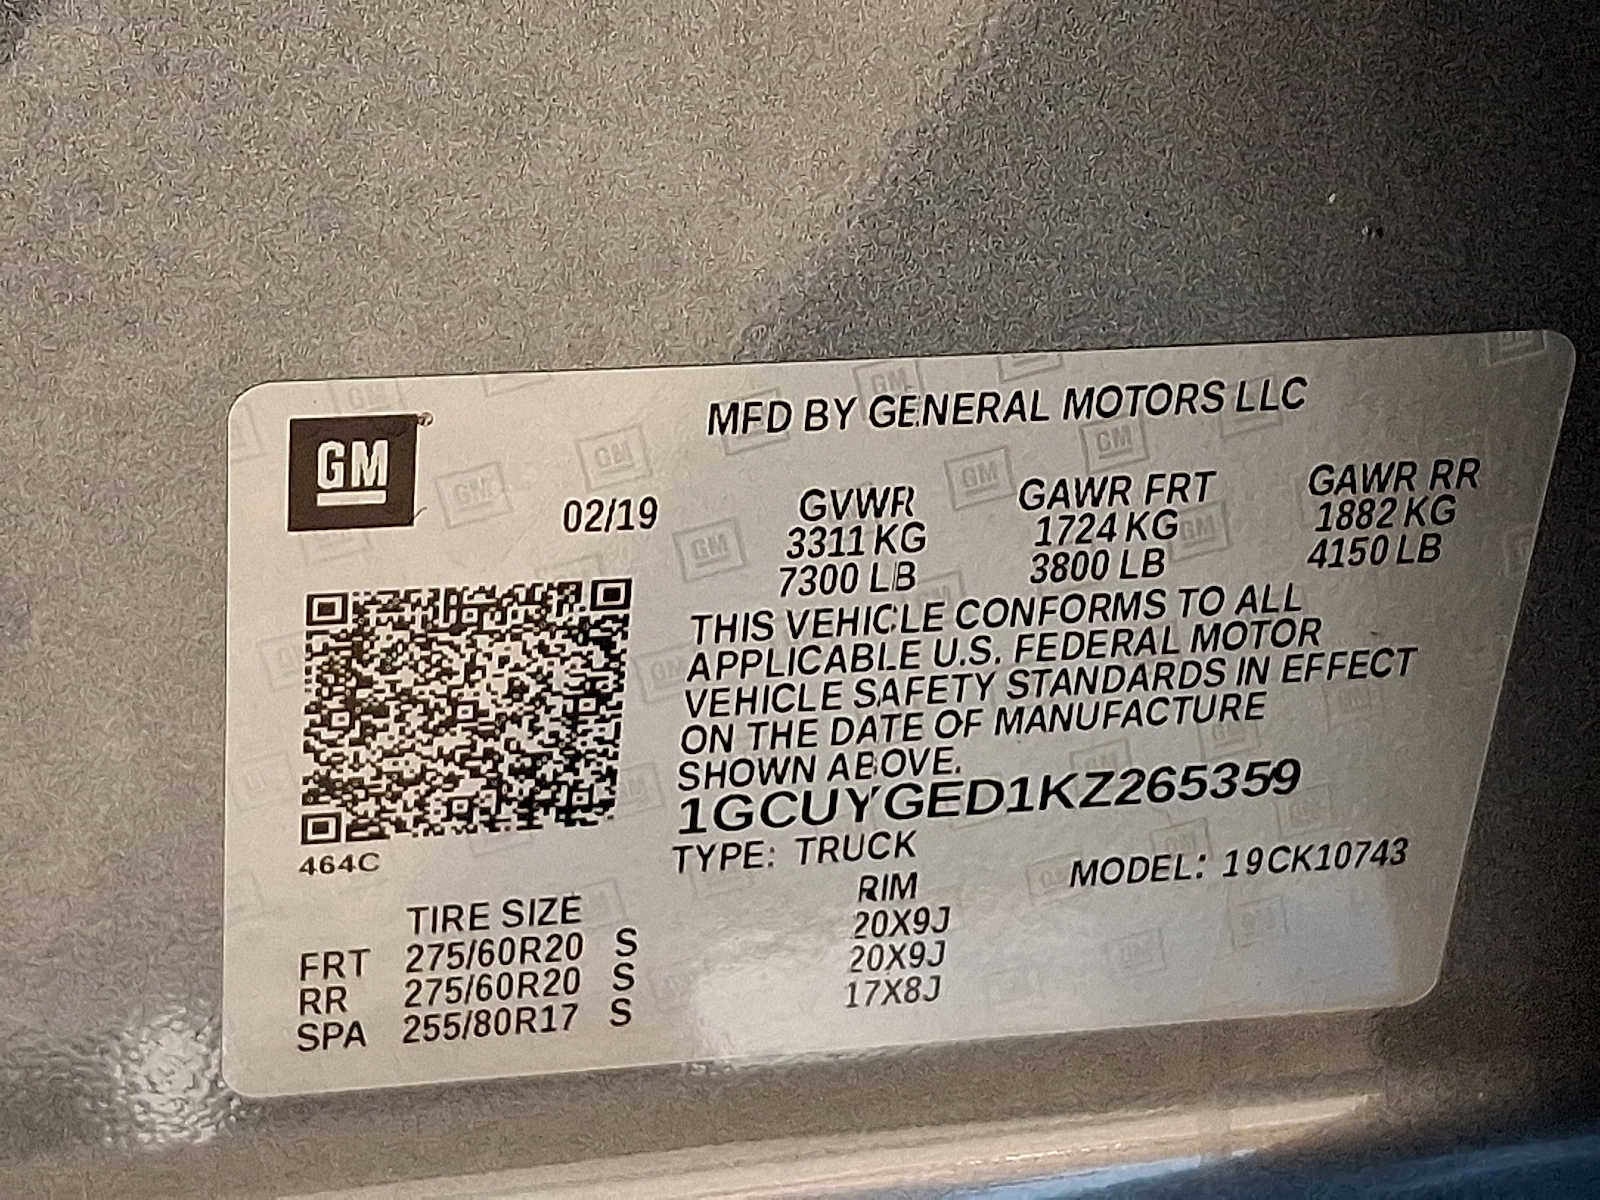 GM
MFD BY GENERAL MOTORS LLC
02/19 GVWR GAWR FRT GAWR RR
3311 KG 1724 KG 1882 KG
7300 LB 3800 LB 4150 LB
THIS VEHICLE CONFORMS TO ALL
APPLICABLE U.S. FEDERAL MOTOR
VEHICLE SAFETY STANDARDS IN EFFECT
ON THE DATE OF MANUFACTURE
SHOWN ABOVE.
1GCUYGED1KZ265359
464C
TYPE: TRUCK MODEL: 19CK10743
TIRE SIZE RIM
FRT 275/60R20 S 20X9J
RR 275/60R20 S 20X9J
SPA 255/80R17 S 17X8J